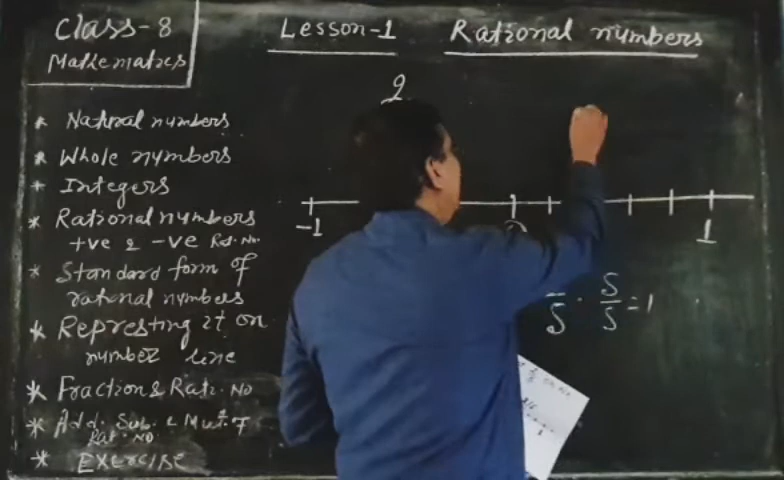 Class-8
Mathematics
Lesson-1 Rational numbers
2
* Natural numbers
* Whole numbers
+ Integers
* Rational numbers
+ve & -ve Rat. No.
* Standard form of
rational numbers
* Represting it on
number line
* Fraction & Rati. NO
* Add. Sub. & Mul. of
Rat. NO.
* EXERCISE
-1 0 1
5/5 = 1